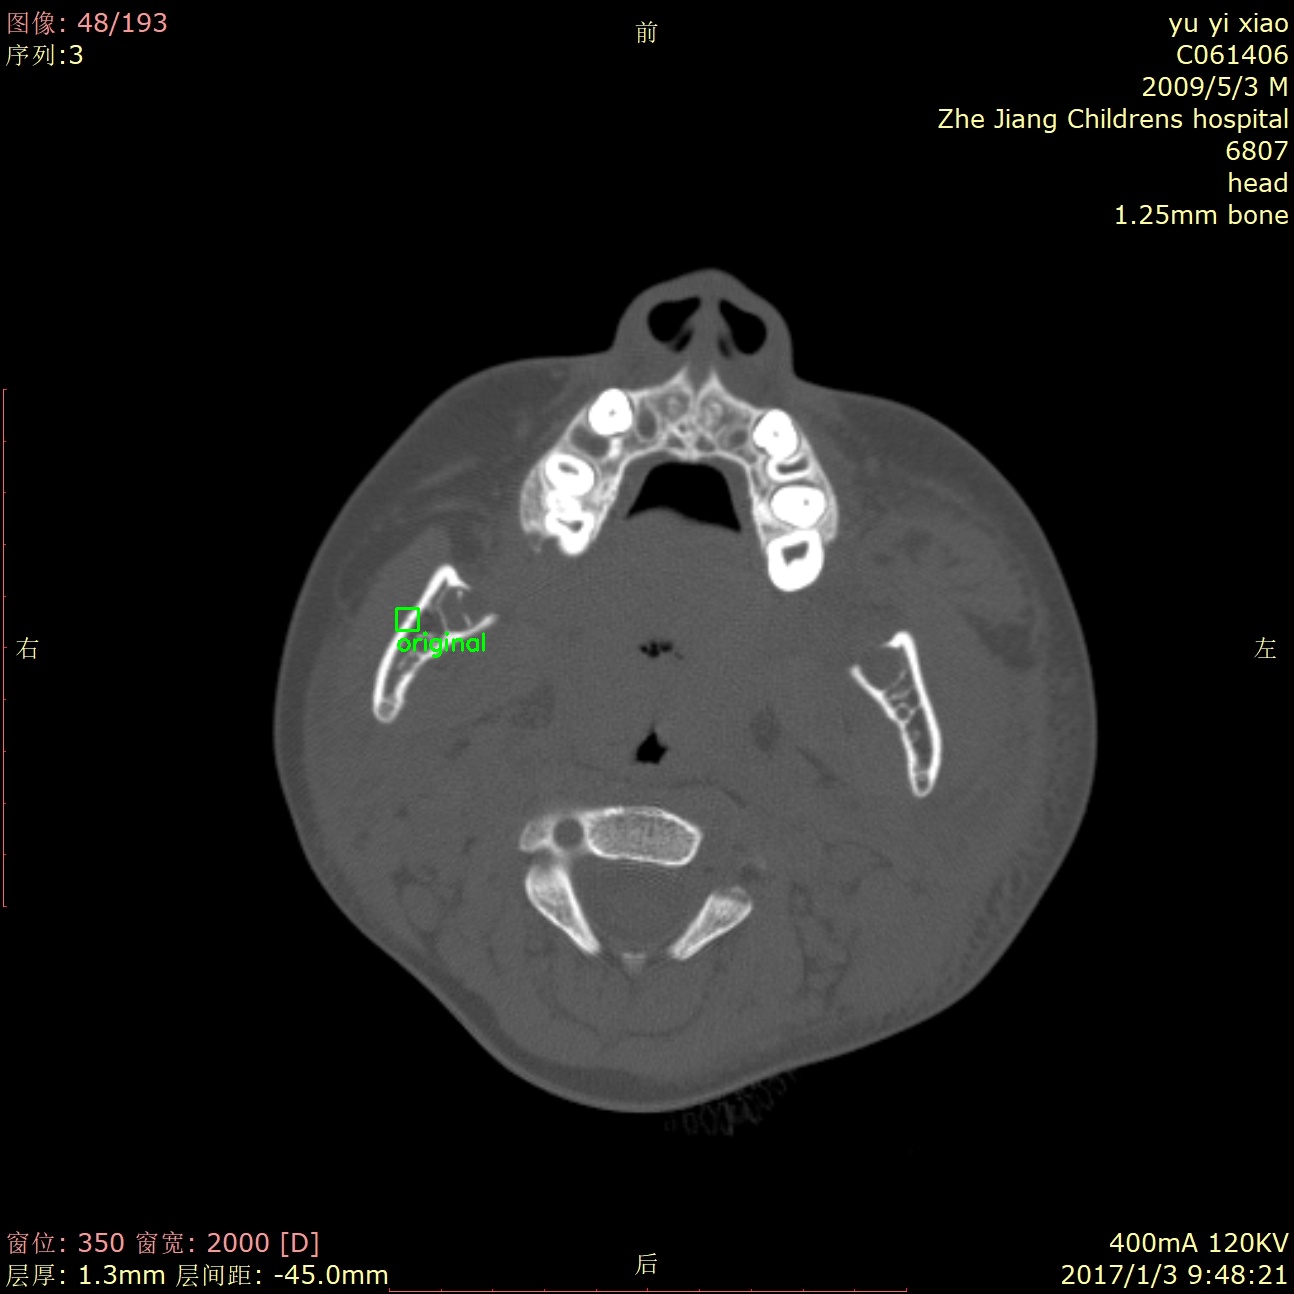 图像: 48/193
序列:3
前
yu yi xiao
C061406
2009/5/3 M
Zhe Jiang Childrens hospital
6807
head
1.25mm bone
右
original
左
窗位: 350 窗宽: 2000 [D]
层厚: 1.3mm 层间距: -45.0mm
后
400mA 120KV
2017/1/3 9:48:21